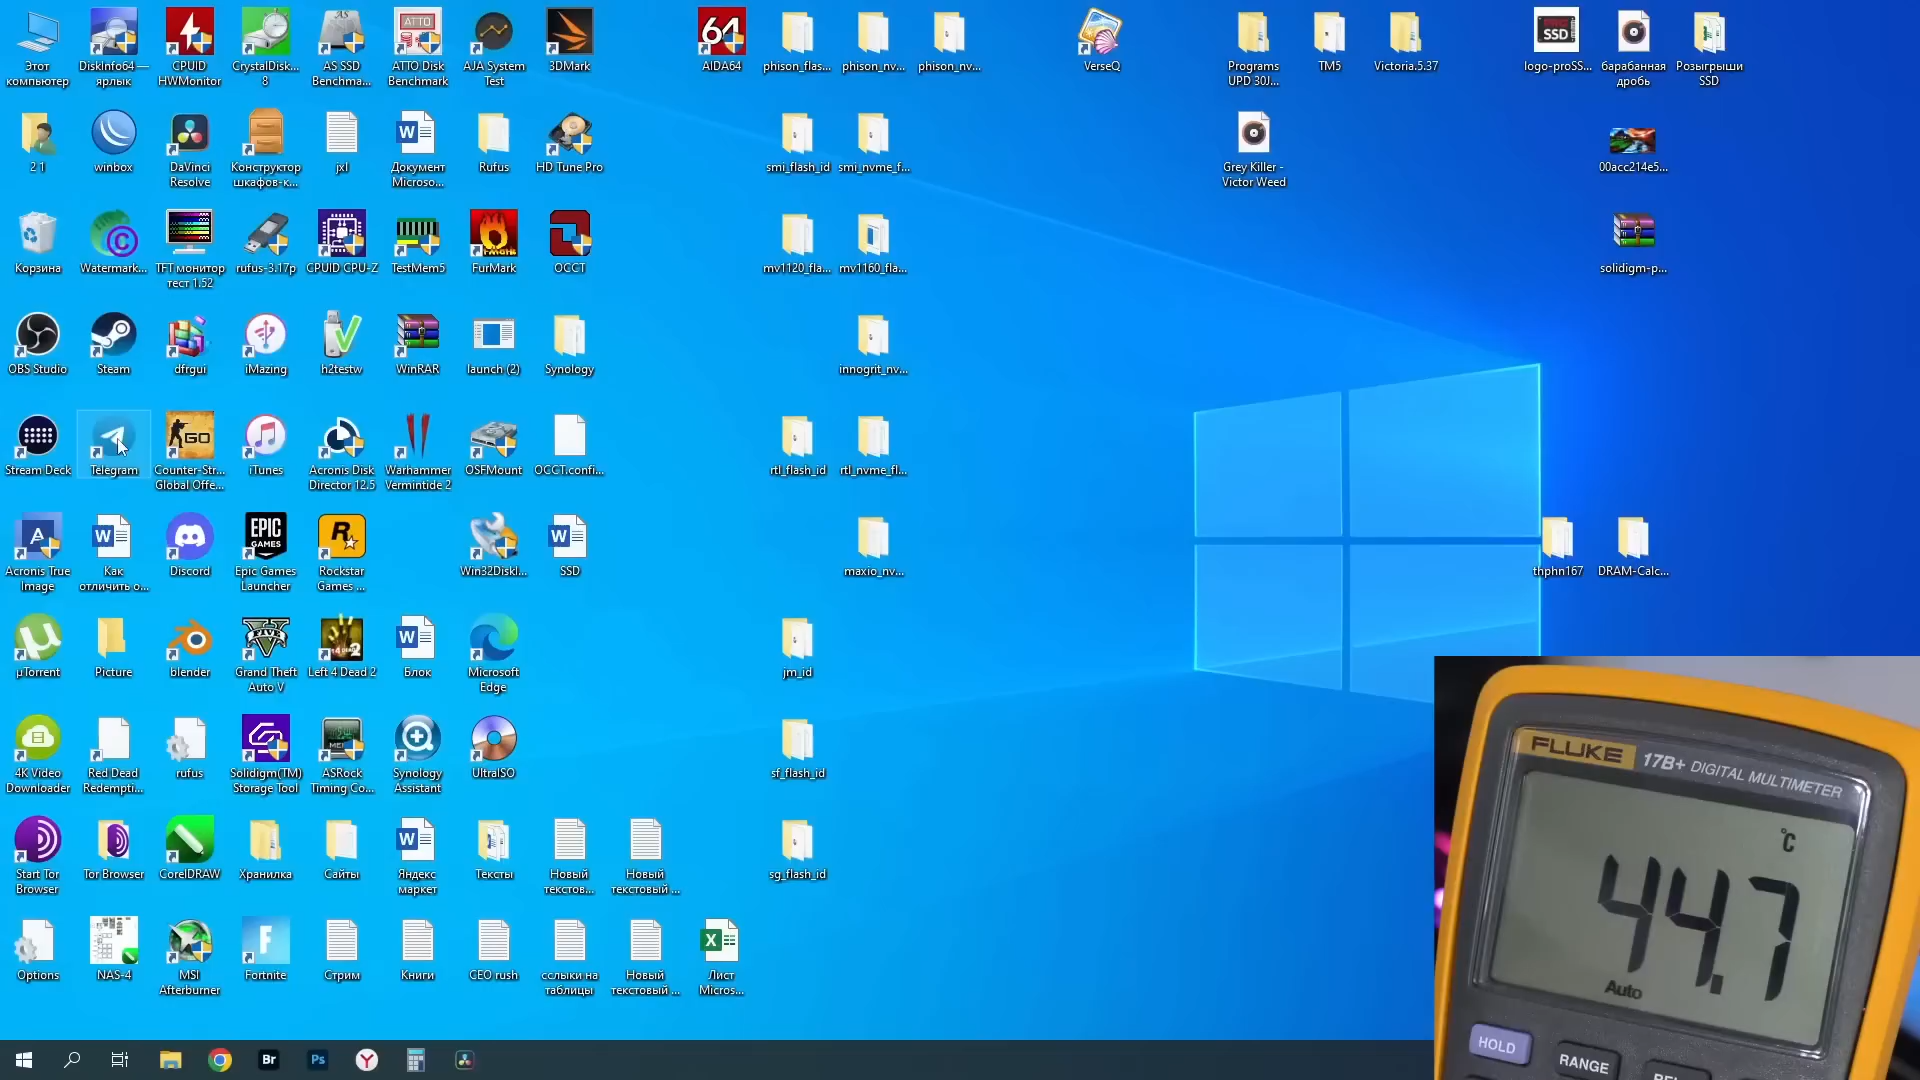 Этот
компьютер
DiskInfo64 —
ярлык
CPUID
HWMonitor
CrystalDisk...
8
AS SSD
Benchma...
ATTO Disk
Benchmark
AJA System
Test
3DMark
AIDA64
phison_flas...
phison_nv...
phison_nv...
VerseQ
Programs
UPD 30J...
TM5
Victoria.5.37
logo-proSS...
барабанная
дробь
Розыгрыши
SSD
2 1
winbox
DaVinci
Resolve
Конструктор
шкафов-к...
jxl
Документ
Microso...
Rufus
HD Tune Pro
smi_flash_id
smi_nvme_f...
Grey Killer -
Victor Weed
00acc214e5...
Корзина
Watermark...
TFT монитор
тест 1.52
rufus-3.17p
CPUID CPU-Z
TestMem5
FurMark
OCCT
mv1120_fla...
mv1160_fla...
solidigm-p...
OBS Studio
Steam
dfrgui
iMazing
h2testw
WinRAR
launch (2)
Synology
innogrit_nv...
Stream Deck
Telegram
Counter-Str...
Global Offe...
iTunes
Acronis Disk
Director 12.5
Warhammer
Vermintide 2
OSFMount
OCCT.confi...
rtl_flash_id
rtl_nvme_fl...
Acronis True
Image
Как
отличить о...
Discord
Epic Games
Launcher
Rockstar
Games ...
Win32DiskI...
SSD
maxio_nv...
thphn167
DRAM-Calc...
µTorrent
Picture
blender
Grand Theft
Auto V
Left 4 Dead 2
Блок
Microsoft
Edge
jm_id
4K Video
Downloader
Red Dead
Redempti...
rufus
Solidigm(TM)
Storage Tool
ASRock
Timing Co...
Synology
Assistant
UltraISO
sf_flash_id
Start Tor
Browser
Tor Browser
CorelDRAW
Хранилка
Сайты
Яндекс
маркет
Тексты
Новый
текстов...
Новый
текстовый ...
sg_flash_id
Options
NAS-4
MSI
Afterburner
Fortnite
Стрим
Книги
CEO rush
сслыки на
таблицы
Новый
текстовый ...
Лист
Micros...
FLUKE 17B+ DIGITAL MULTIMETER
°C
44.7
Auto
HOLD
RANGE